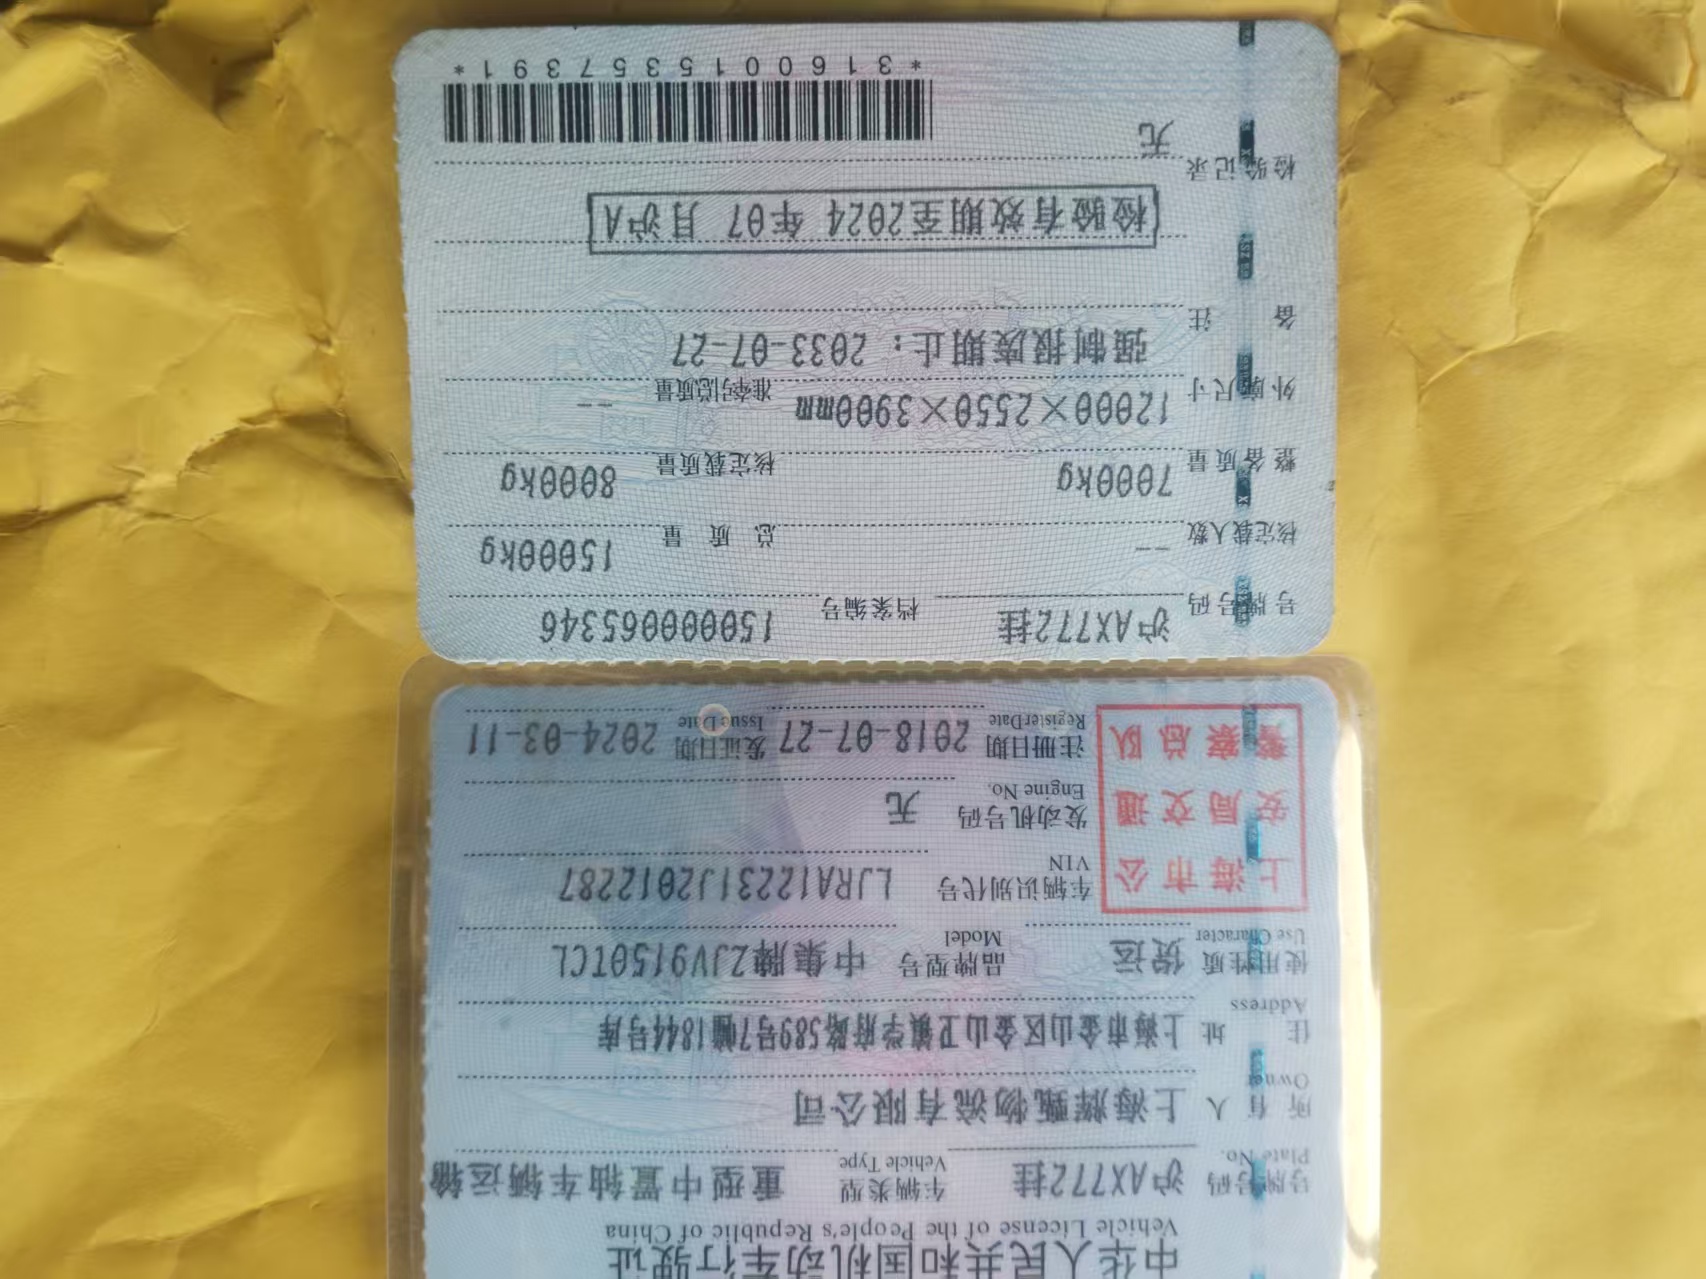 中华人民共和国机动车行驶证
Vehicle License of the People's Republic of China
号牌号码 沪AX772挂 车辆类型 重型中置轴车辆运输
Plate No. Vehicle Type
所有人 上海辉甄物流有限公司
Owner
住址 上海市金山区金山卫镇学府路589号7幢1844号库
Address
使用性质 货运 品牌型号 中集牌ZJV9150TCL
Use Character Model
上海市公安局交通警察总队
车辆识别代号 LJRA12231J2012287
VIN
发动机号码 无
Engine No.
注册日期 2018-07-27 发证日期 2024-03-11
Register Date Issue Date
号牌号码 沪AX772挂 档案编号 150000065346
核定载人数 -- 总质量 15000kg
整备质量 7000kg 核定载质量 8000kg
外廓尺寸 12000×2550×3900mm 准牵引总质量 --
备注 强制报废期止：2033-07-27
检验有效期至2024年07月沪A
检验记录
无
*3160015357391*